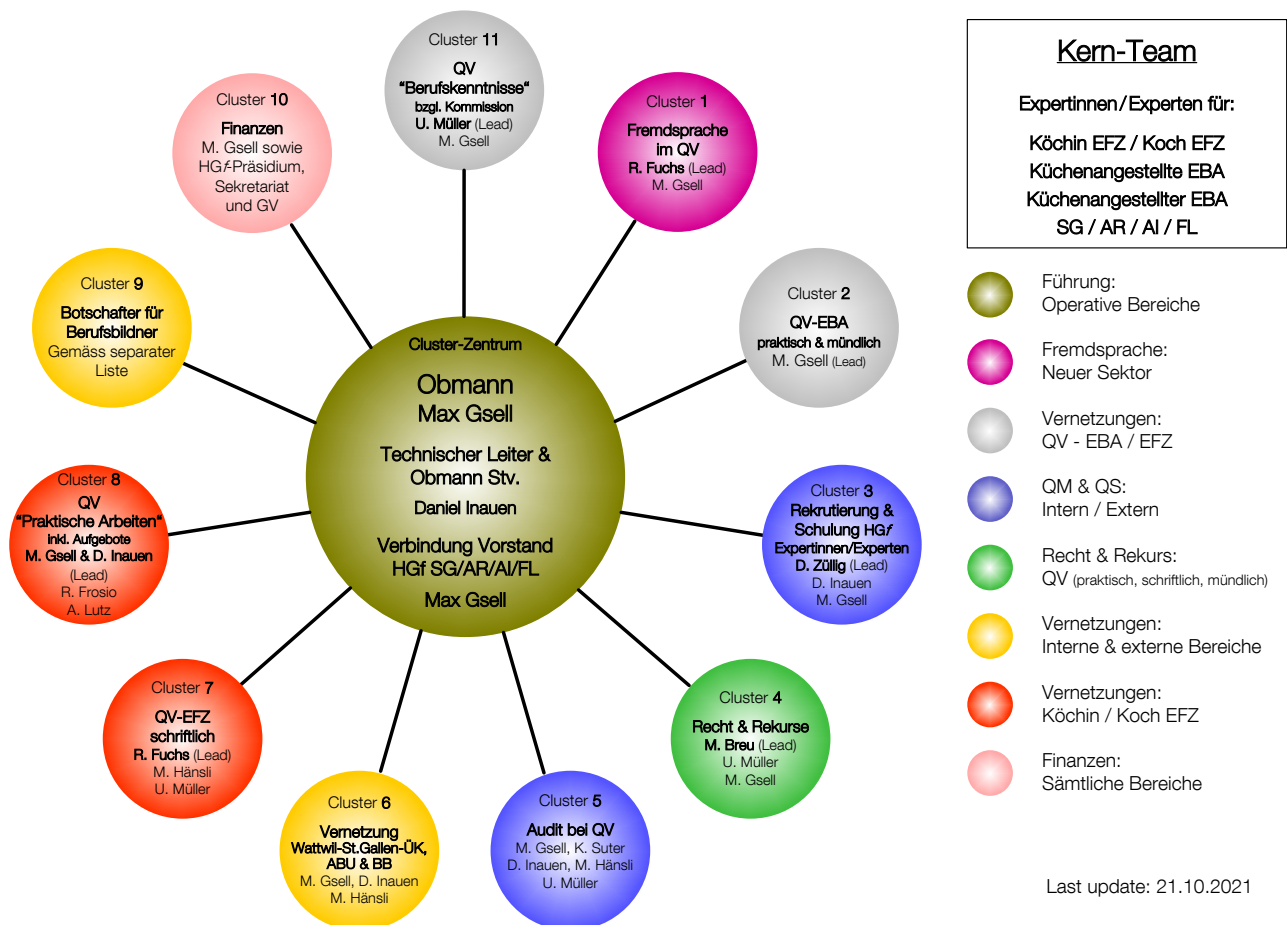 Cluster 11
QV
"Berufskenntnisse"
bzgl. Kommission
U. Müller (Lead)
M. Gsell
Cluster 1
Fremdsprache
im QV
R. Fuchs (Lead)
M. Gsell
Cluster 2
QV-EBA
praktisch & mündlich
M. Gsell (Lead)
Cluster 3
Rekrutierung &
Schulung HGf
Expertinnen/Experten
D. Züllig (Lead)
D. Inauen
M. Gsell
Cluster 4
Recht & Rekurse
M. Breu (Lead)
U. Müller
M. Gsell
Cluster 5
Audit bei QV
M. Gsell, K. Suter
D. Inauen, M. Hänsli
U. Müller
Cluster 6
Vernetzung
Wattwil-St.Gallen-ÜK,
ABU & BB
M. Gsell, D. Inauen
M. Hänsli
Cluster 7
QV-EFZ
schriftlich
R. Fuchs (Lead)
M. Hänsli
U. Müller
Cluster 8
QV
"Praktische Arbeiten"
inkl. Aufgebote
M. Gsell & D. Inauen
(Lead)
R. Frosio
A. Lutz
Cluster 9
Botschafter für
Berufsbildner
Gemäss separater
Liste
Cluster 10
Finanzen
M. Gsell sowie
HGf-Präsidium,
Sekretariat
und GV
Cluster-Zentrum
Obmann
Max Gsell
Technischer Leiter &
Obmann Stv.
Daniel Inauen
Verbindung Vorstand
HGf SG/AR/AI/FL
Max Gsell
Kern-Team
Expertinnen/Experten für:
Köchin EFZ / Koch EFZ
Küchenangestellte EBA
Küchenangestellter EBA
SG / AR / AI / FL
Führung:
Operative Bereiche
Fremdsprache:
Neuer Sektor
Vernetzungen:
QV - EBA / EFZ
QM & QS:
Intern / Extern
Recht & Rekurs:
QV (praktisch, schriftlich, mündlich)
Vernetzungen:
Interne & externe Bereiche
Vernetzungen:
Köchin / Koch EFZ
Finanzen:
Sämtliche Bereiche
Last update: 21.10.2021